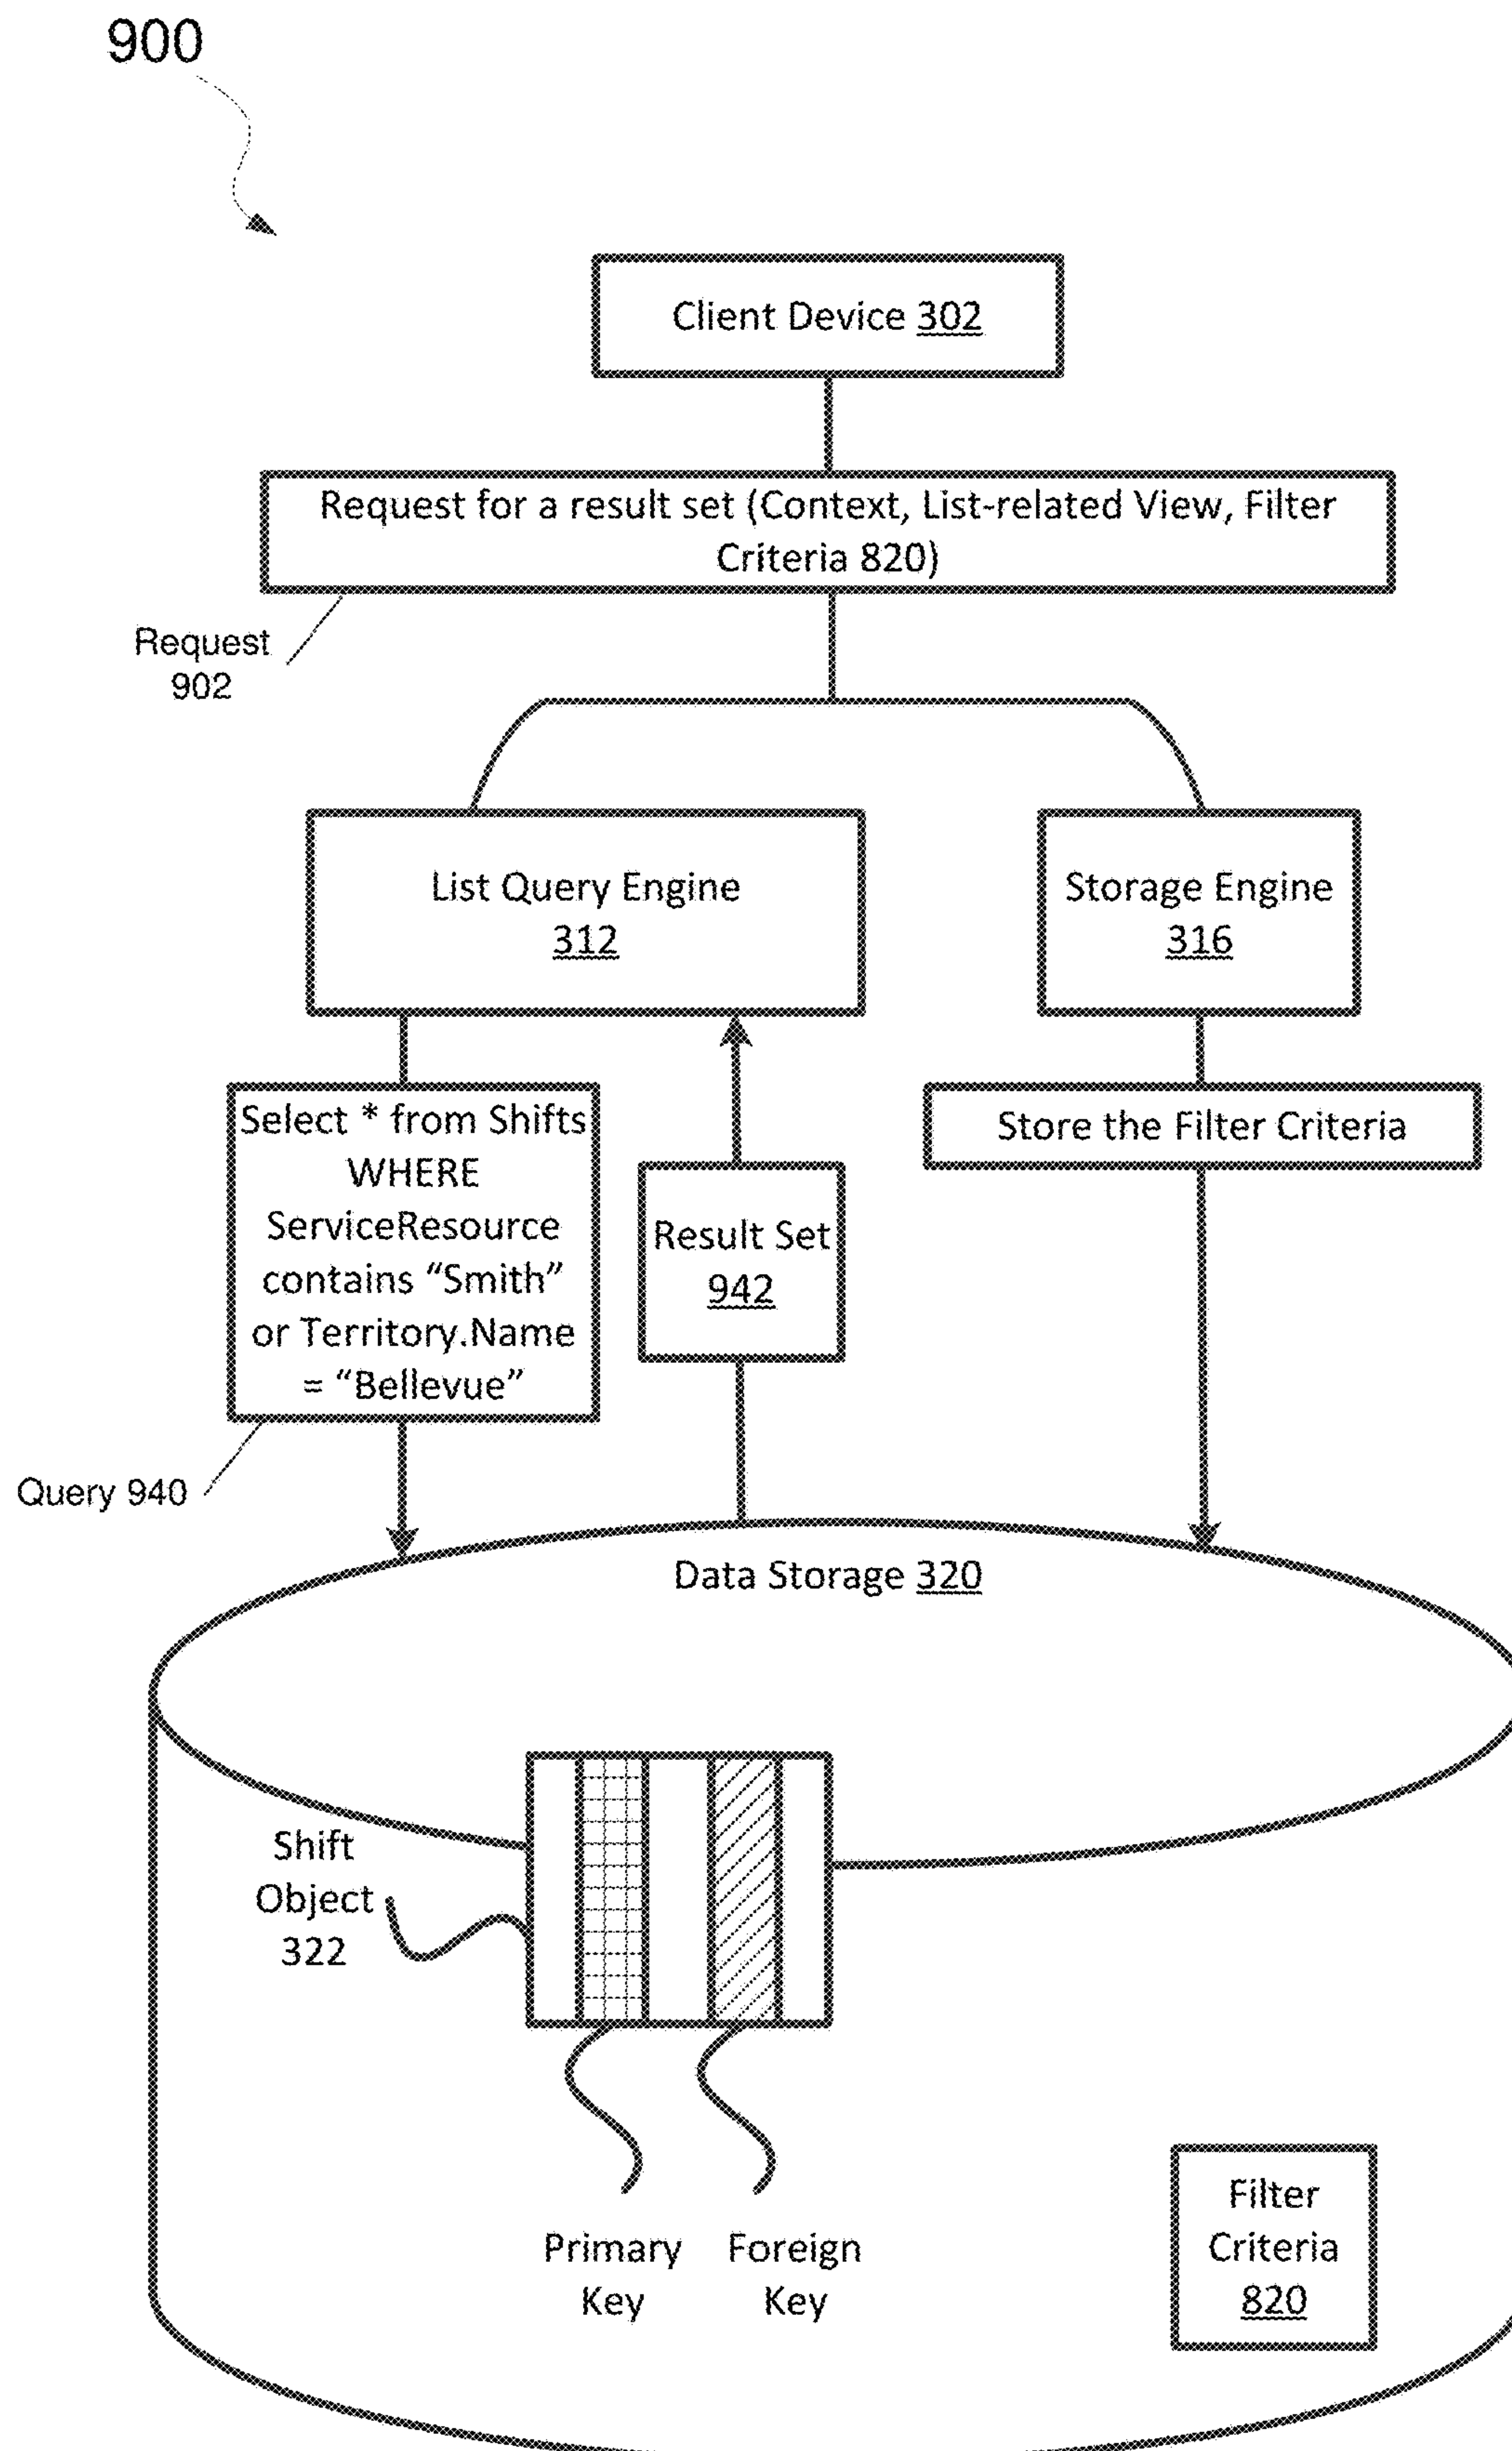 900
Client Device 302
Request for a result set (Context, List-related View, Filter
Criteria 820)
Request
902
List Query Engine
312
Storage Engine
316
Select * from Shifts
WHERE
ServiceResource
contains “Smith”
or Territory.Name
= “Bellevue”
Result Set
942
Store the Filter Criteria
Query 940
Data Storage 320
Shift
Object
322
Primary
Key
Foreign
Key
Filter
Criteria
820